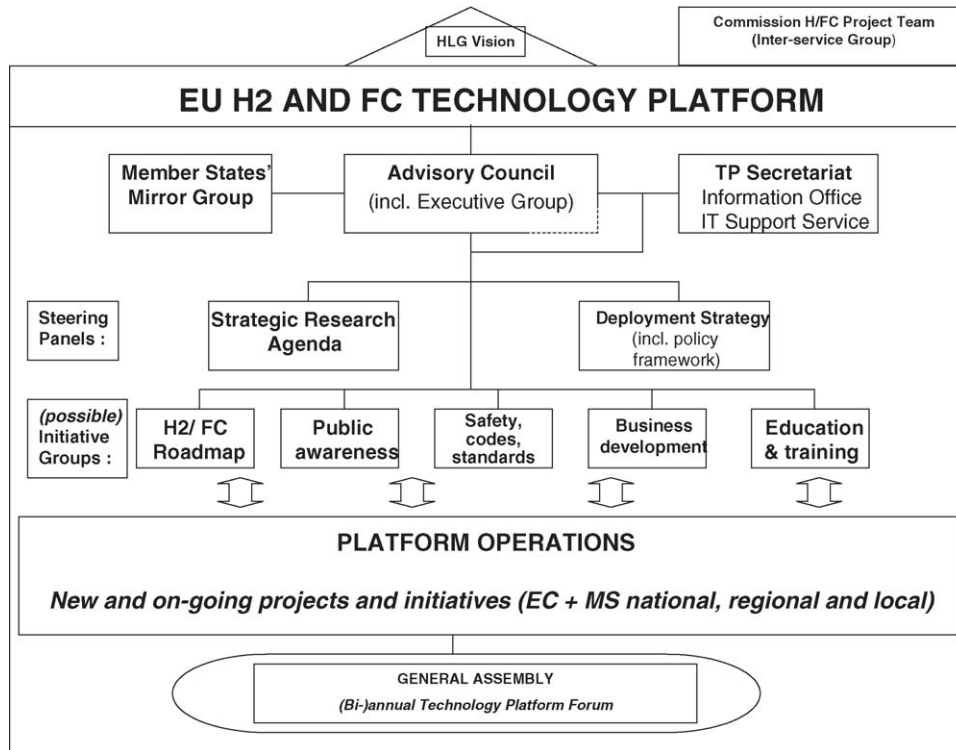 HLG Vision
Commission H/FC Project Team
(Inter-service Group)
EU H2 AND FC TECHNOLOGY PLATFORM
Member States'
Mirror Group
Advisory Council
(incl. Executive Group)
TP Secretariat
Information Office
IT Support Service
Steering
Panels :
Strategic Research
Agenda
Deployment Strategy
(incl. policy
framework)
(possible)
Initiative
Groups :
H2/ FC
Roadmap
Public
awareness
Safety,
codes,
standards
Business
development
Education
& training
PLATFORM OPERATIONS
New and on-going projects and initiatives (EC + MS national, regional and local)
GENERAL ASSEMBLY
(Bi-)annual Technology Platform Forum